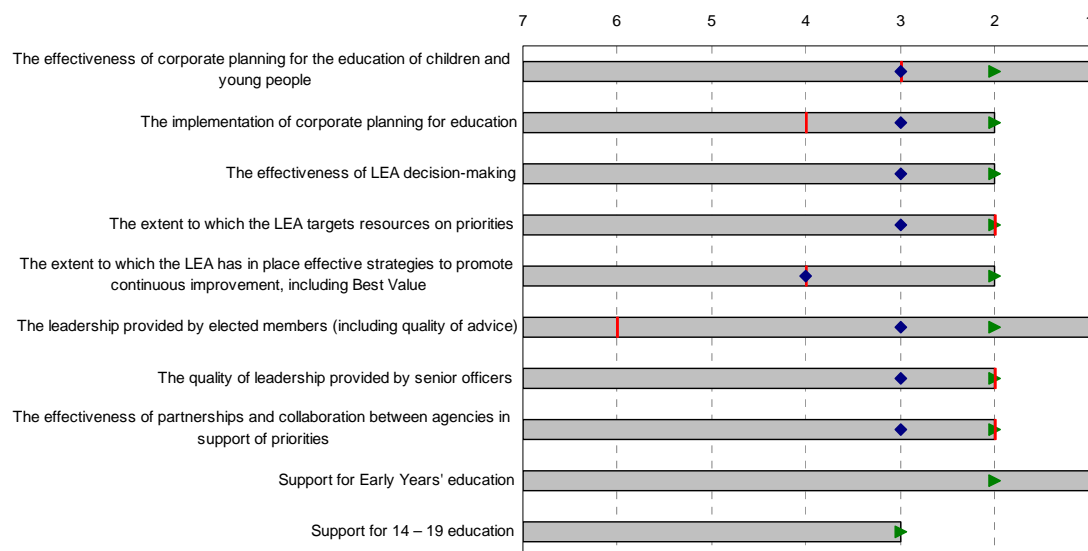 7 6 5 4 3 2 1
The effectiveness of corporate planning for the education of children and
young people
The implementation of corporate planning for education
The effectiveness of LEA decision-making
The extent to which the LEA targets resources on priorities
The extent to which the LEA has in place effective strategies to promote
continuous improvement, including Best Value
The leadership provided by elected members (including quality of advice)
The quality of leadership provided by senior officers
The effectiveness of partnerships and collaboration between agencies in
support of priorities
Support for Early Years' education
Support for 14 – 19 education